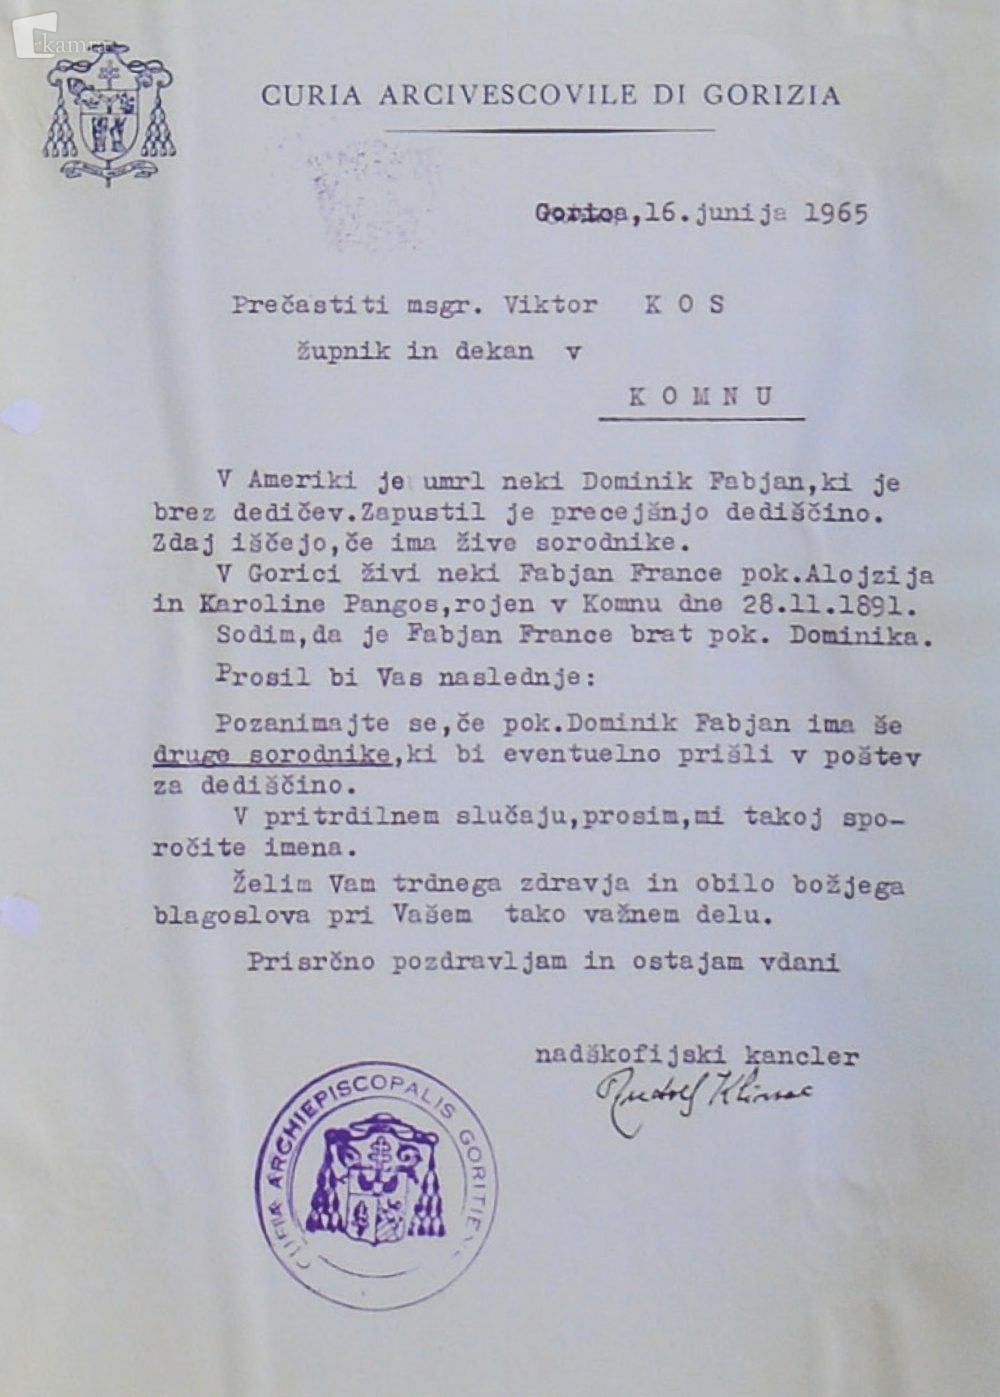 kamra
CURIA ARCIVESCOVILE DI GORIZIA
Gorica,16.junija 1965
Prečastiti msgr. Viktor K O S
župnik in dekan v
K O M N U
V Ameriki je umrl neki Dominik Fabjan,ki je
brez dedičev.Zapustil je precejšnjo dediščino.
Zdaj iščejo,če ima žive sorodnike.
V Gorici živi neki Fabjan France pok.Alojzija
in Karoline Pangos,rojen v Komnu dne 28.11.1891.
Sodim,da je Fabjan France brat pok. Dominika.
Prosil bi Vas naslednje:
Pozanimajte se,če pok.Dominik Fabjan ima še
druge sorodnike,ki bi eventuelno prišli v poštev
za dediščino.
V pritrdilnem slučaju,prosim,mi takoj spo-
ročite imena.
Želim Vam trdnega zdravja in obilo božjega
blagoslova pri Vašem tako važnem delu.
Prisrčno pozdravljam in ostajam vdani
nadškofijski kancler
Rudolf Klinec
CURIA ARCHIEPISCOPALIS